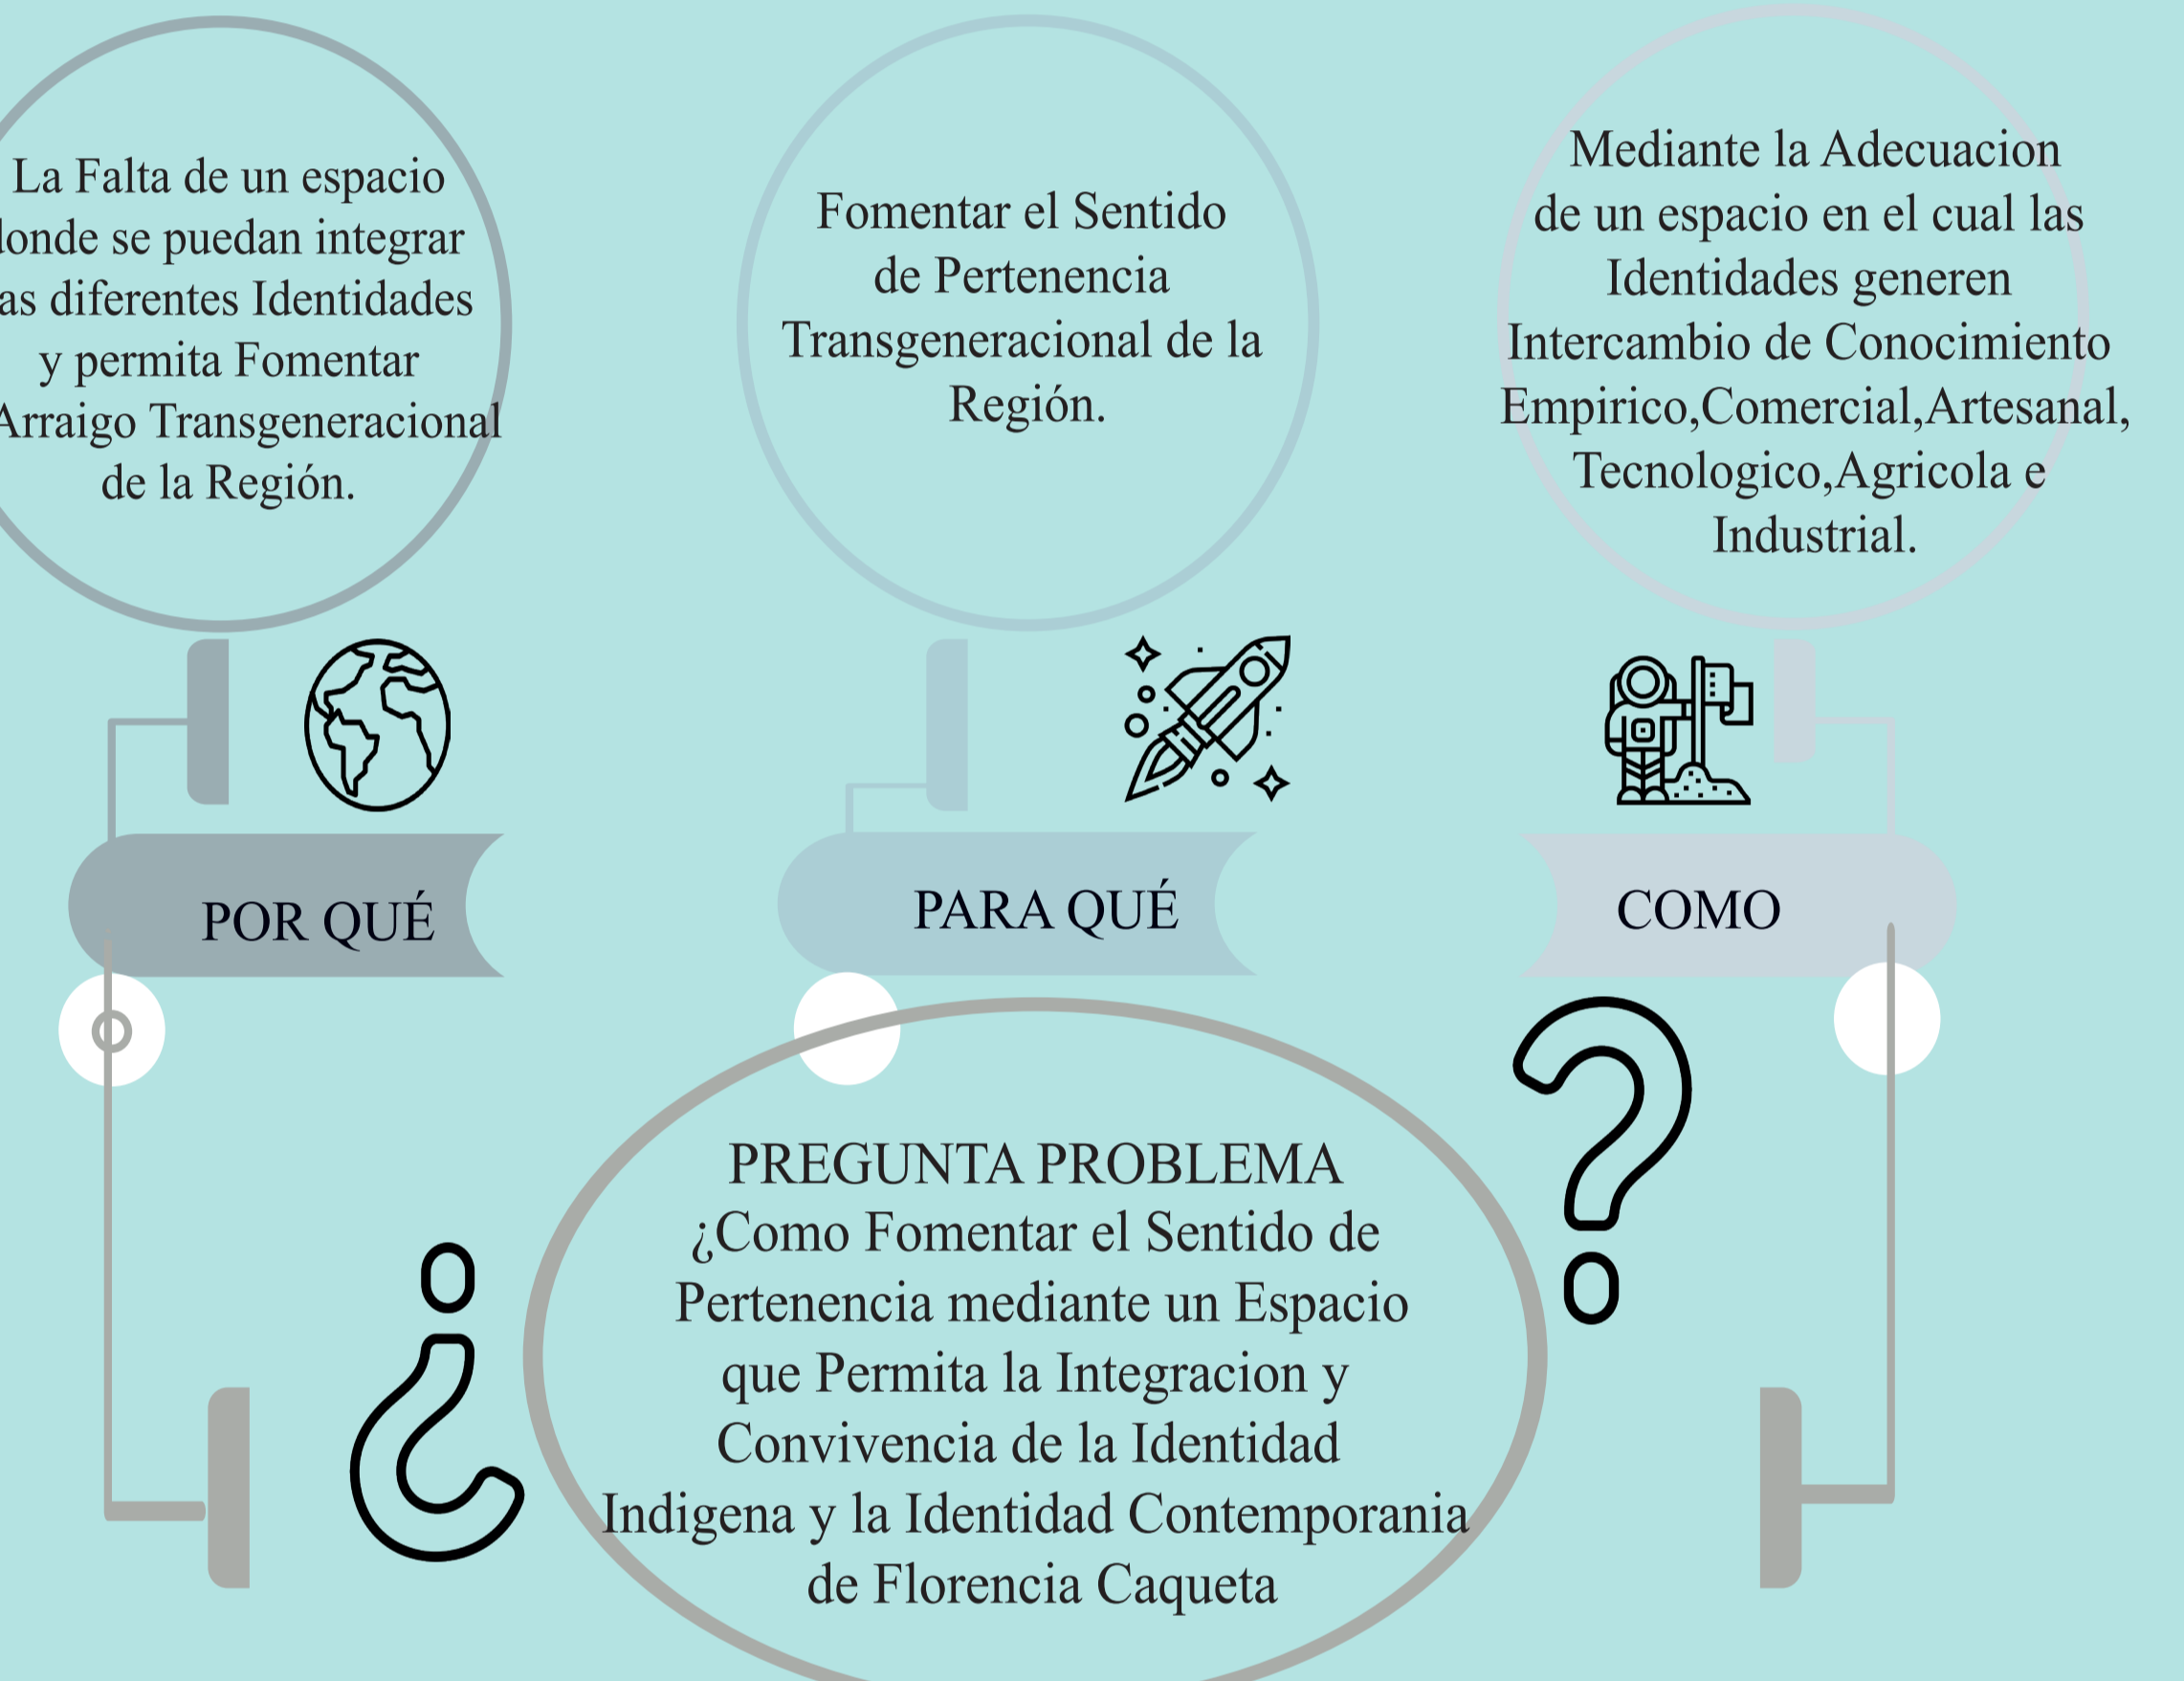 La Falta de un espacio
onde se puedan integrar
as diferentes Identidades
y permita Fomentar
Arraigo Transgeneracional
de la Región.
Fomentar el Sentido
de Pertenencia
Transgeneracional de la
Región.
Mediante la Adecuacion
de un espacio en el cual las
Identidades generen
Intercambio de Conocimiento
Empirico,Comercial,Artesanal,
Tecnologico,Agricola e
Industrial.
POR QUÉ
PARA QUÉ
COMO
PREGUNTA PROBLEMA
¿Como Fomentar el Sentido de
Pertenencia mediante un Espacio
que Permita la Integracion y
Convivencia de la Identidad
Indigena y la Identidad Contemporania
de Florencia Caqueta
¿
?